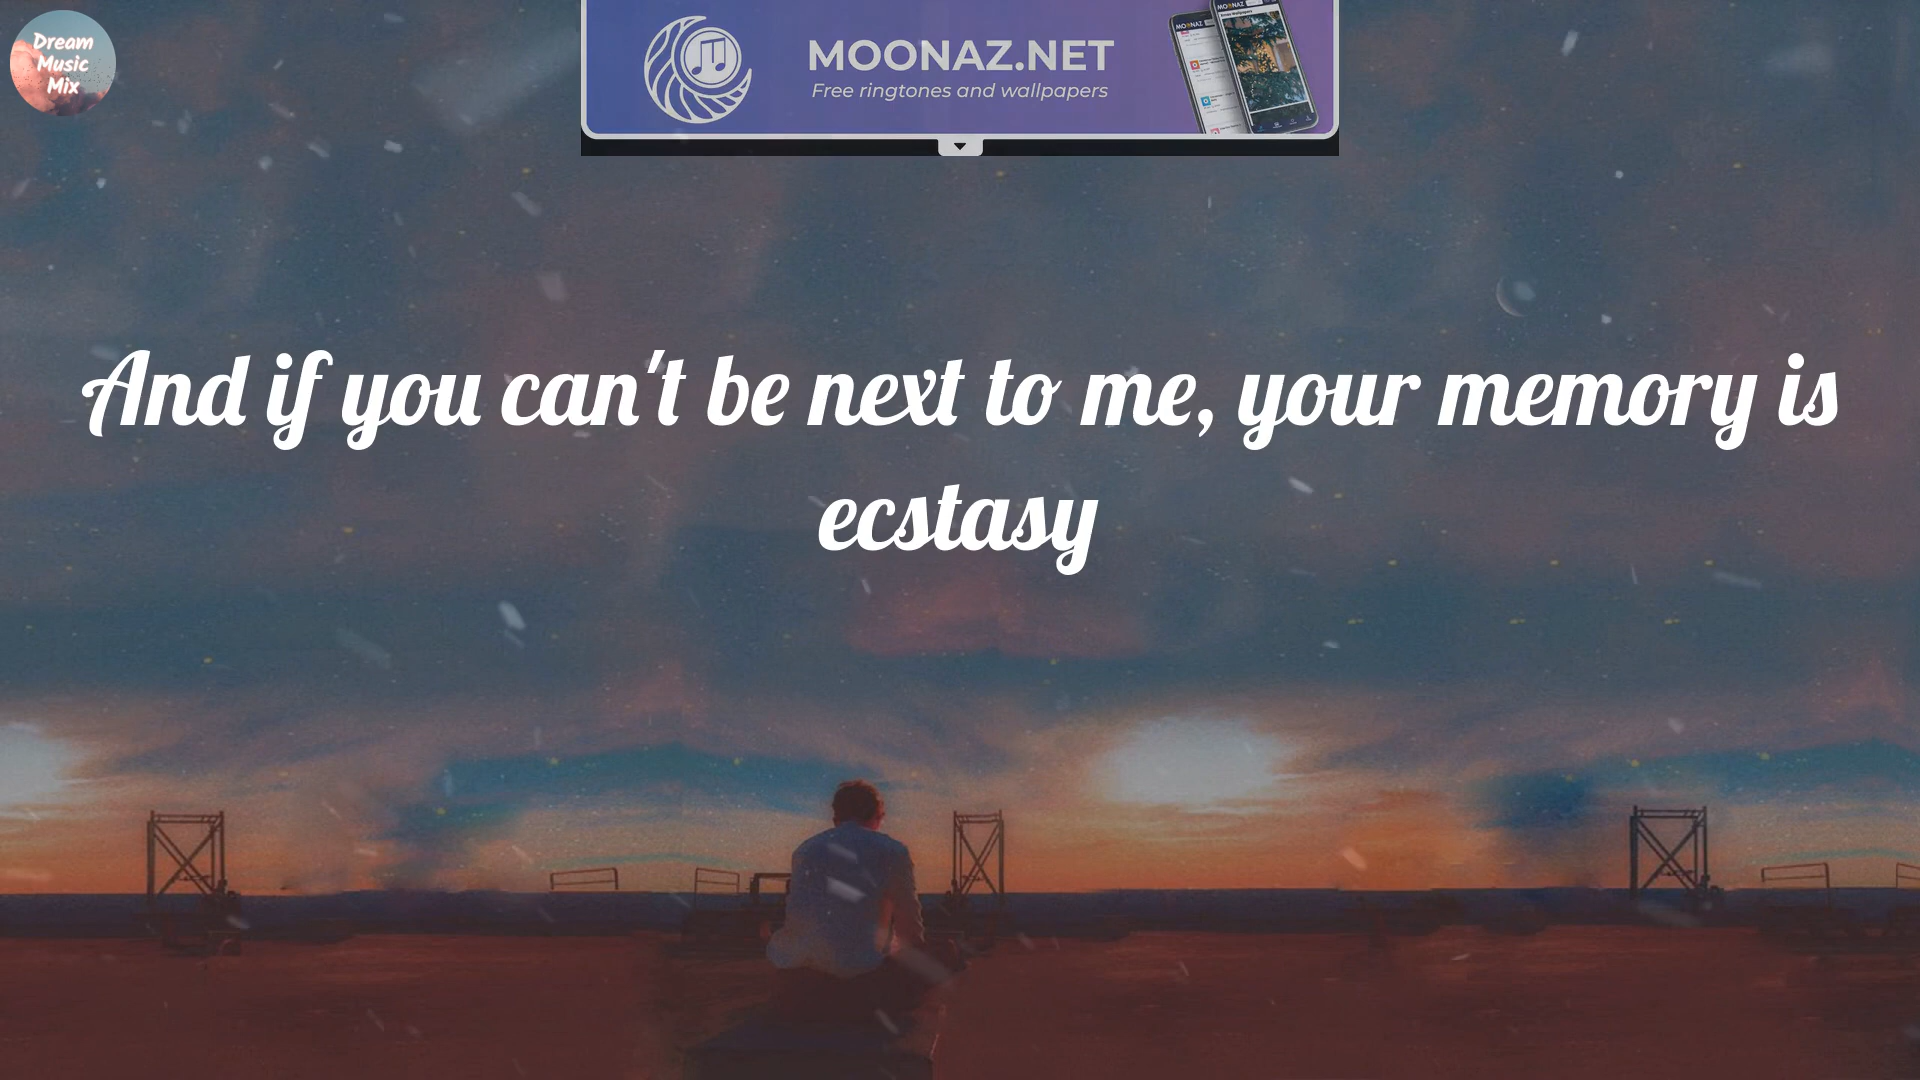 Dream
Music
Mix
MOONAZ.NET
Free ringtones and wallpapers
And if you can't be next to me, your memory is
ecstasy